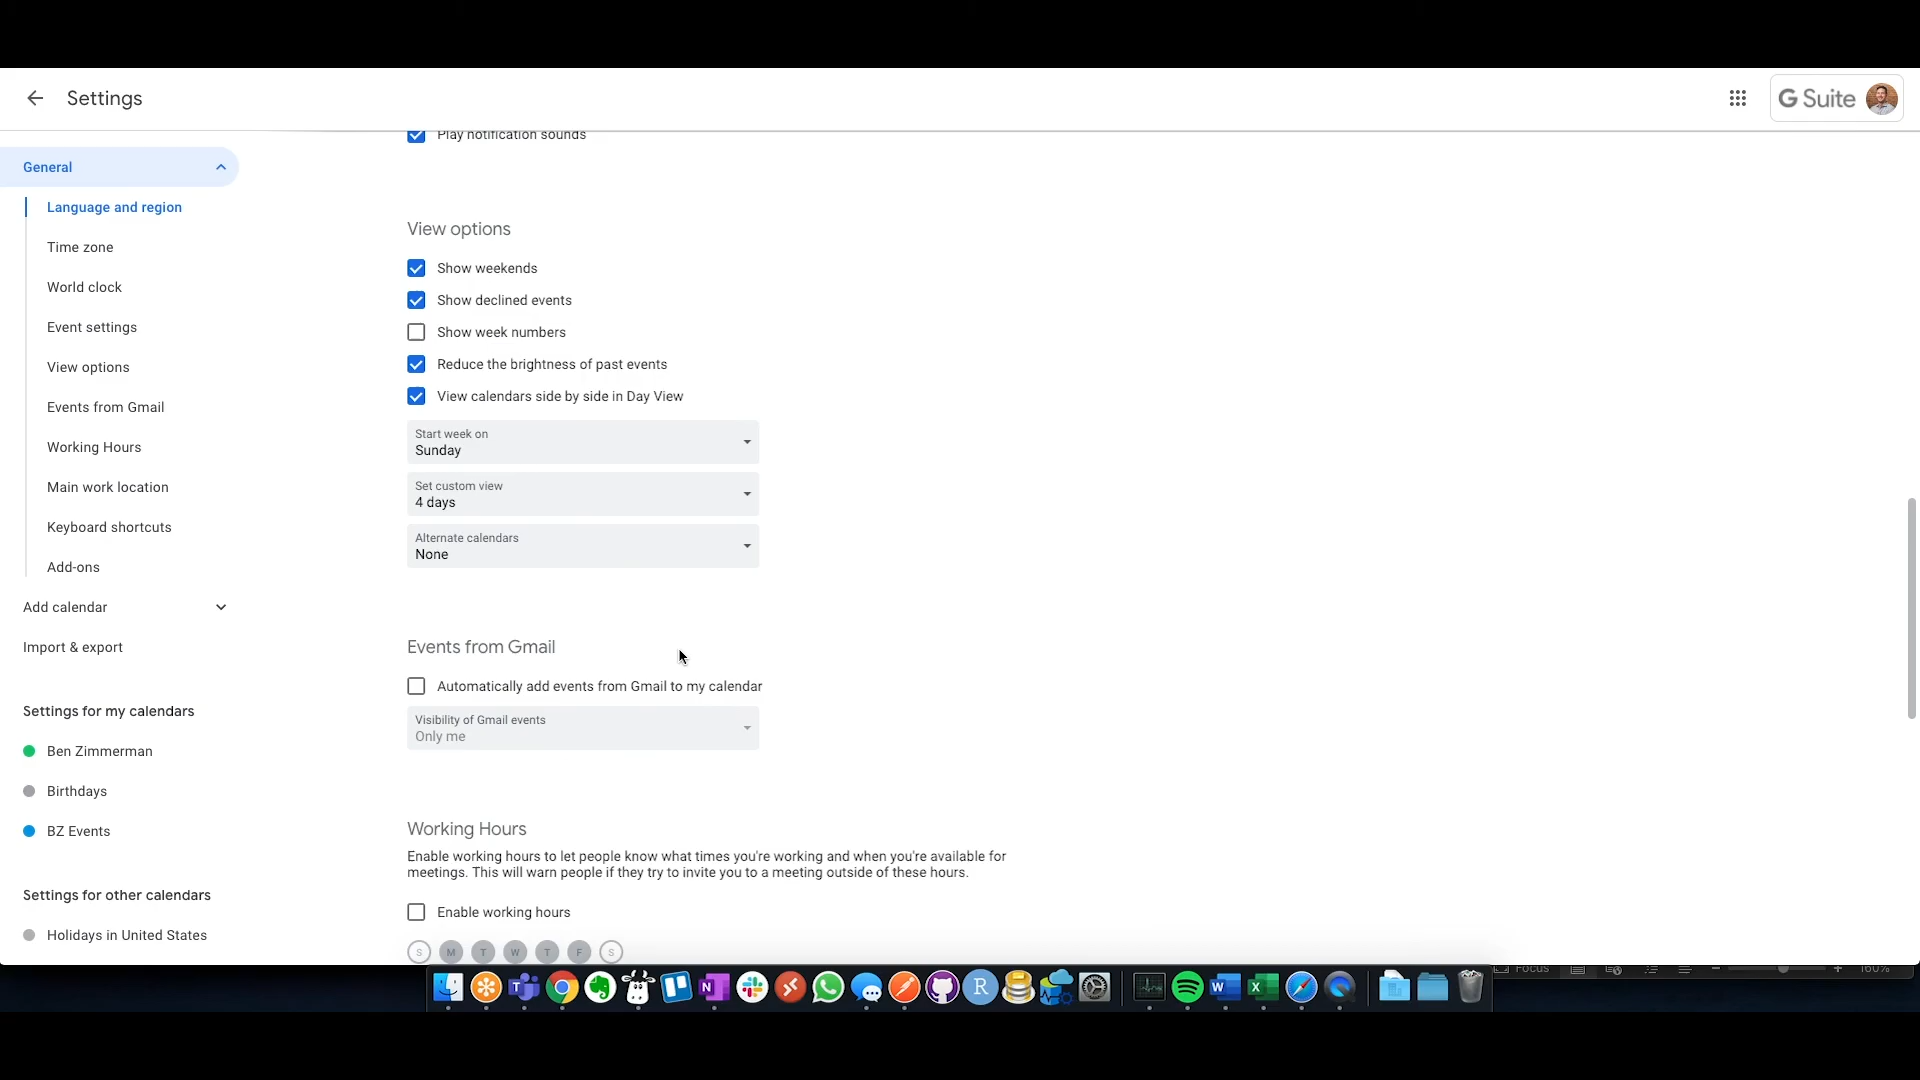 Settings
G Suite
Play notification sounds
General
Language and region
Time zone
World clock
Event settings
View options
Events from Gmail
Working Hours
Main work location
Keyboard shortcuts
Add-ons
Add calendar
Import & export
Settings for my calendars
Ben Zimmerman
Birthdays
BZ Events
Settings for other calendars
Holidays in United States
View options
Show weekends
Show declined events
Show week numbers
Reduce the brightness of past events
View calendars side by side in Day View
Start week on
Sunday
Set custom view
4 days
Alternate calendars
None
Events from Gmail
Automatically add events from Gmail to my calendar
Visibility of Gmail events
Only me
Working Hours
Enable working hours to let people know what times you're working and when you're available for
meetings. This will warn people if they try to invite you to a meeting outside of these hours.
Enable working hours
S M T W T F S
Focus
160%
N
R
W
X